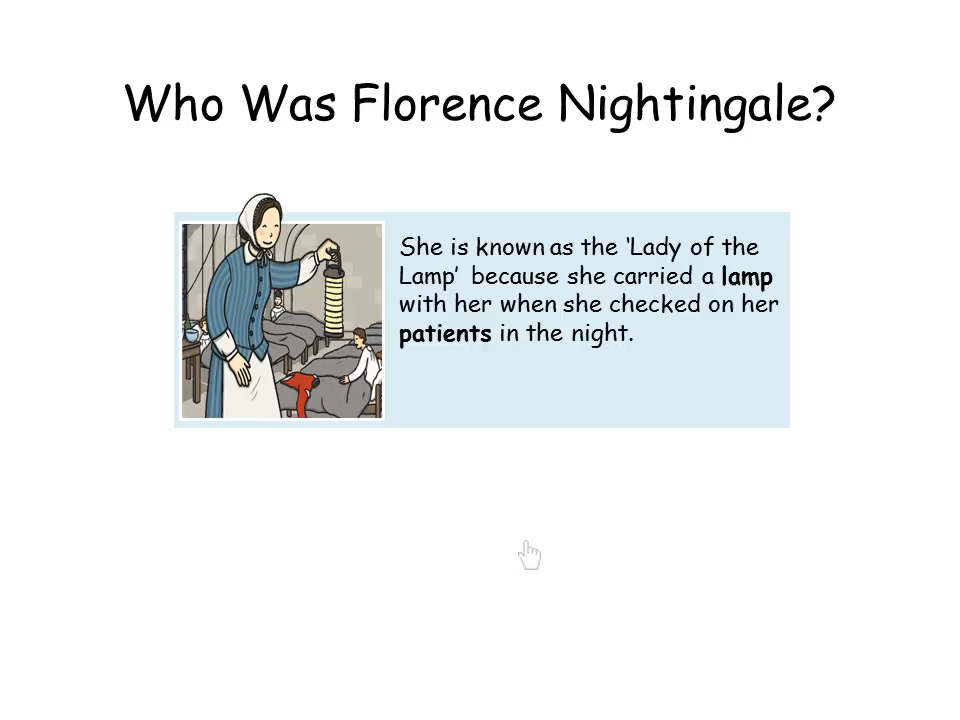 Who Was Florence Nightingale?
She is known as the ‘Lady of the
Lamp’ because she carried a lamp
with her when she checked on her
patients in the night.